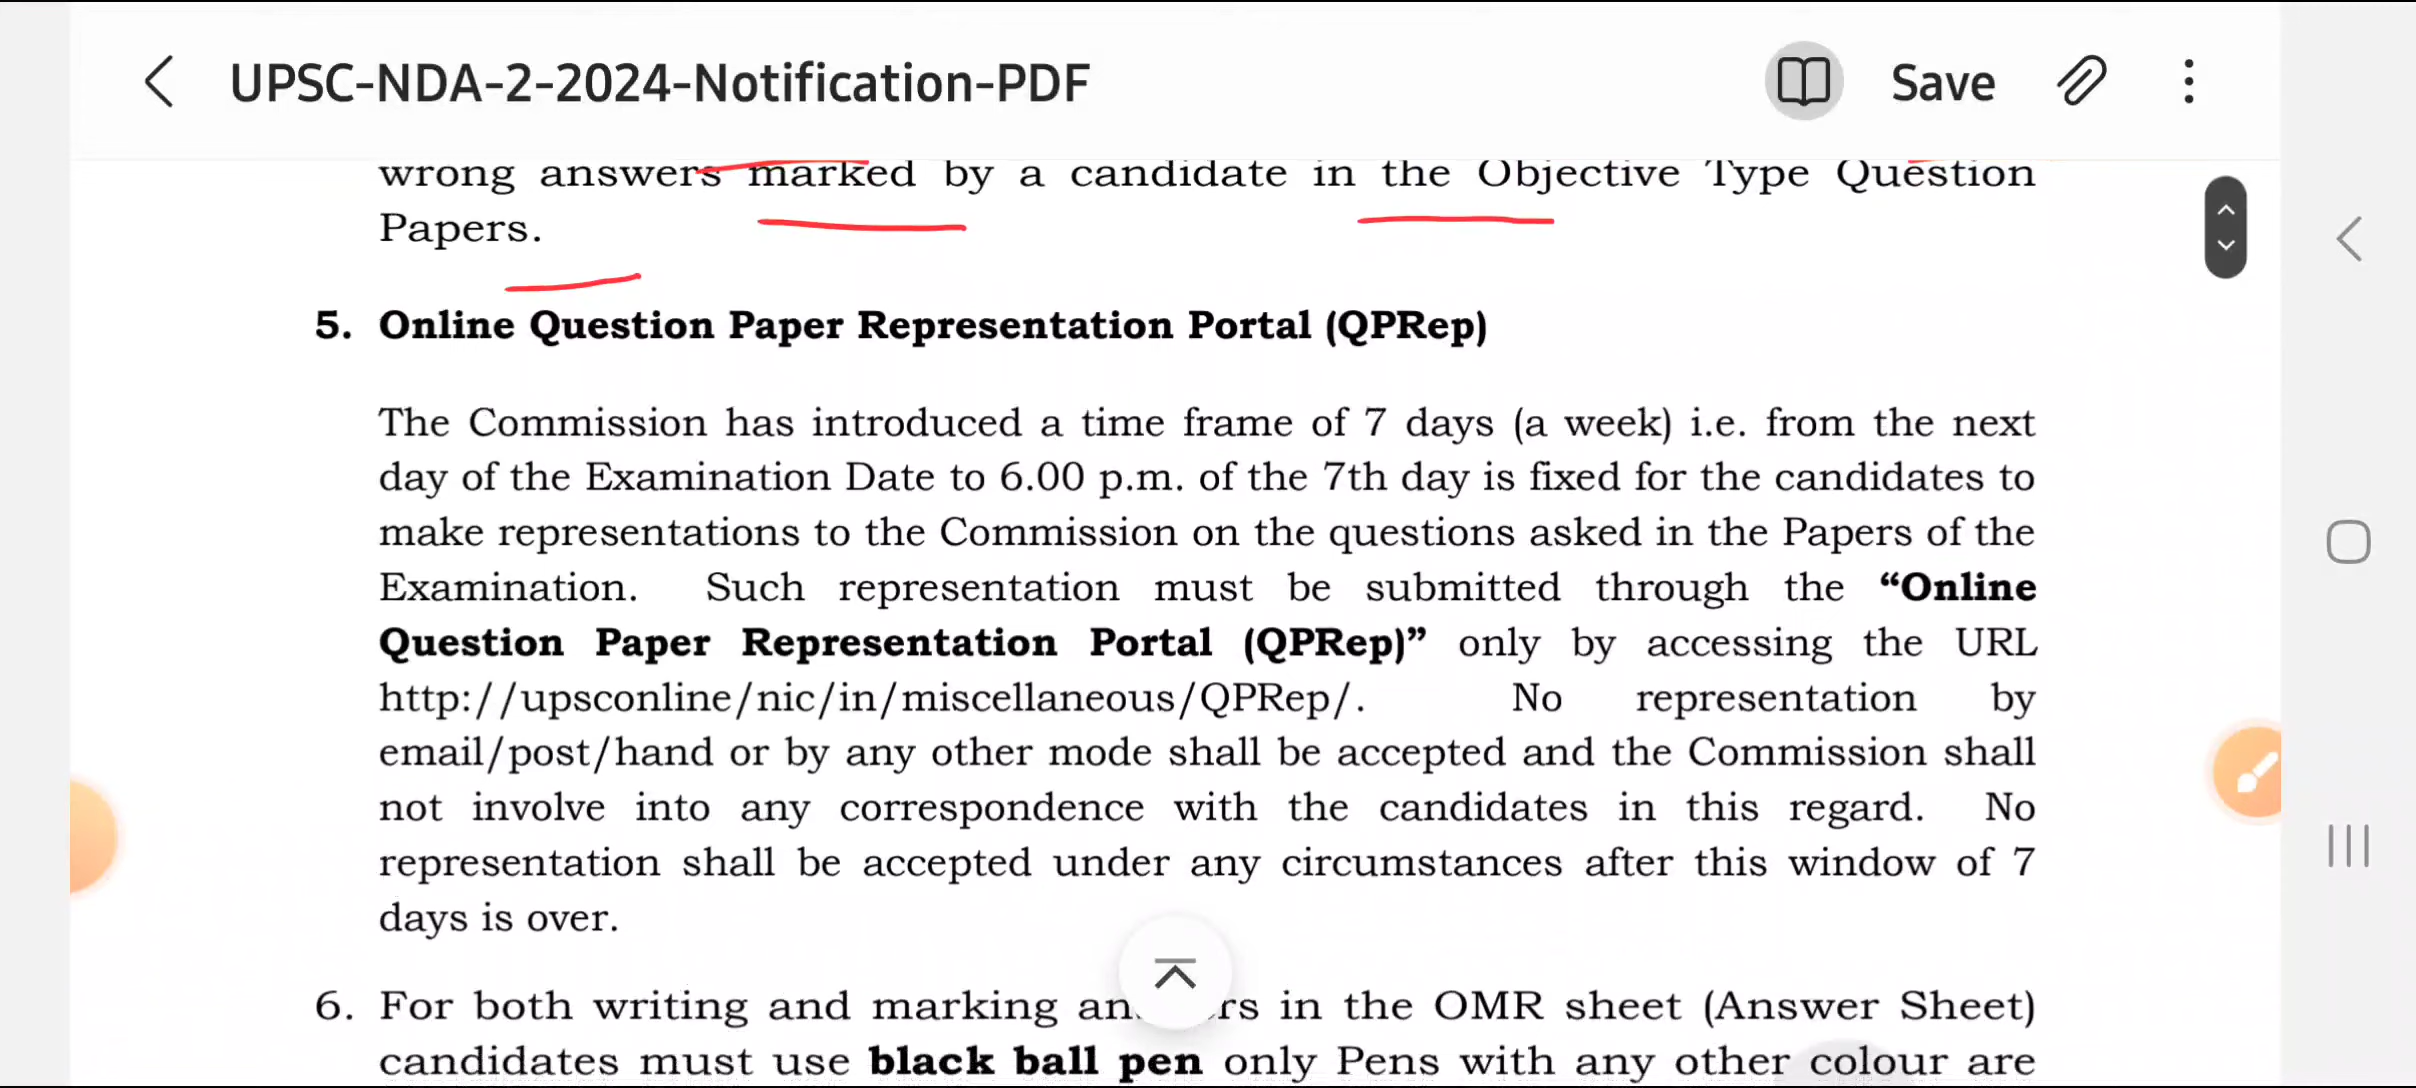 UPSC-NDA-2-2024-Notification-PDF
Save
wrong answers marked by a candidate in the Objective Type Question
Papers.
5. Online Question Paper Representation Portal (QPRep)
The Commission has introduced a time frame of 7 days (a week) i.e. from the next
day of the Examination Date to 6.00 p.m. of the 7th day is fixed for the candidates to
make representations to the Commission on the questions asked in the Papers of the
Examination. Such representation must be submitted through the “Online
Question Paper Representation Portal (QPRep)” only by accessing the URL
http://upsconline/nic/in/miscellaneous/QPRep/. No representation by
email/post/hand or by any other mode shall be accepted and the Commission shall
not involve into any correspondence with the candidates in this regard. No
representation shall be accepted under any circumstances after this window of 7
days is over.
6. For both writing and marking in the OMR sheet (Answer Sheet)
candidates must use black ball pen only Pens with any other colour are